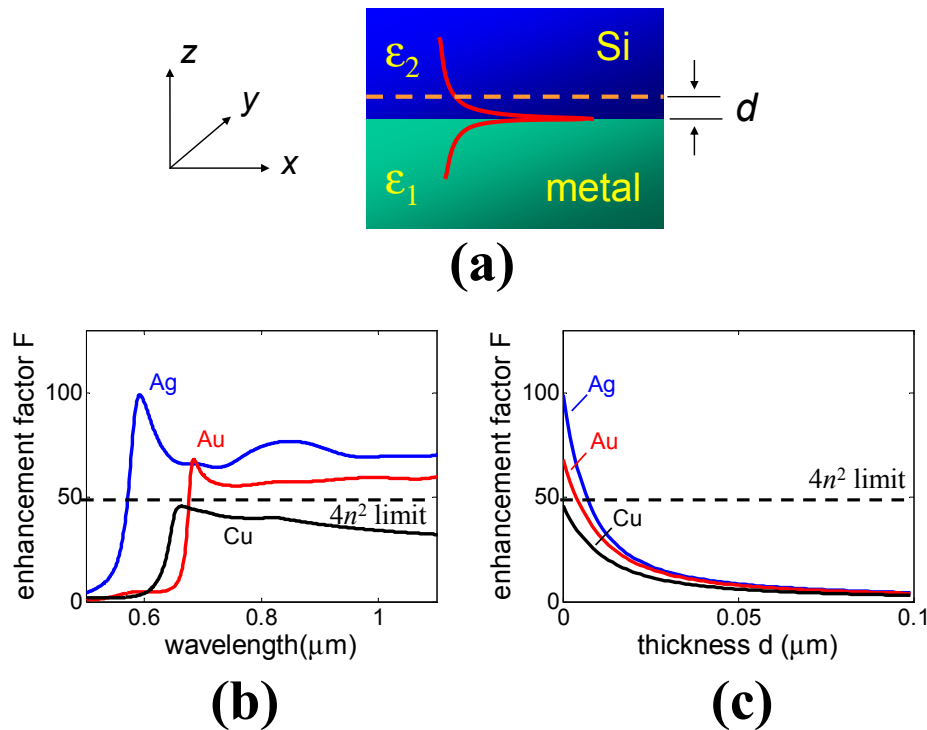 z
y
x
ε2
Si
d
ε1
metal
(a)
(b)
enhancement factor F
100
50
0
Ag
Au
Cu
4n² limit
0.6
0.8
1
wavelength(μm)
(c)
enhancement factor F
100
50
0
Ag
Au
Cu
4n² limit
0
0.05
0.1
thickness d (μm)